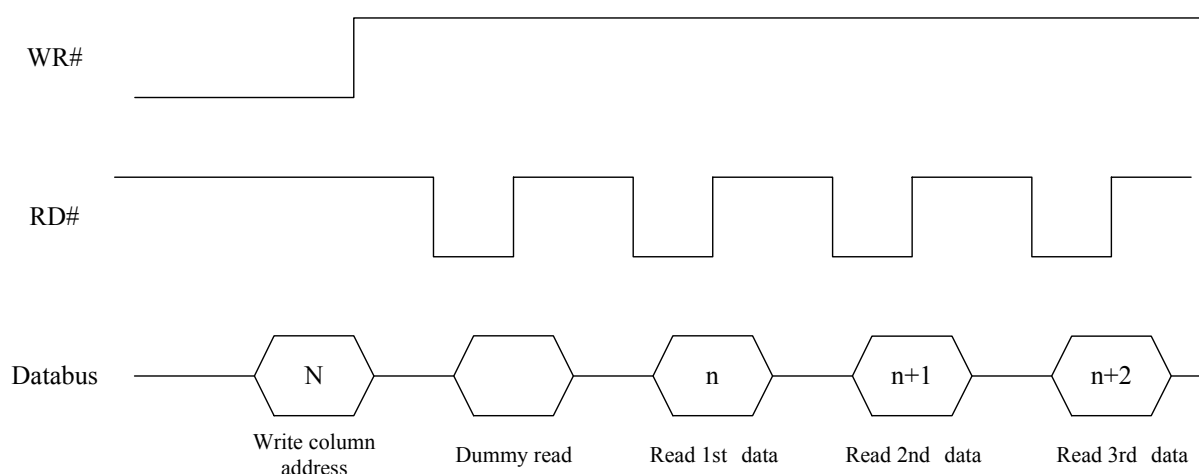 WR#
RD#
Databus
N
n
n+1
n+2
Write column
address
Dummy read
Read 1st data
Read 2nd data
Read 3rd data